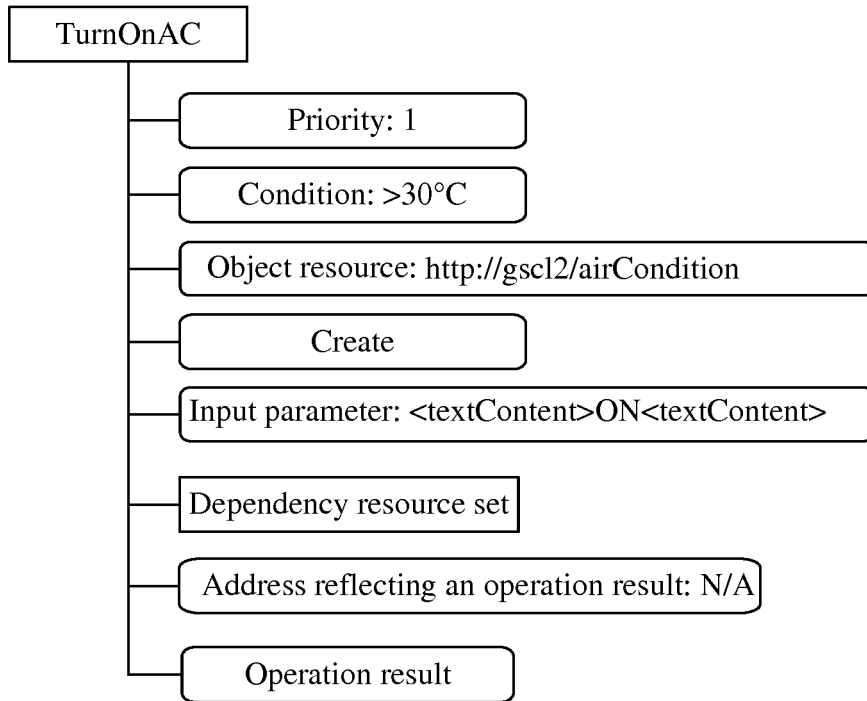 TurnOnAC
Priority: 1
Condition: >30°C
Object resource: http://gscl2/airCondition
Create
Input parameter: <textContent>ON<textContent>
Dependency resource set
Address reflecting an operation result: N/A
Operation result